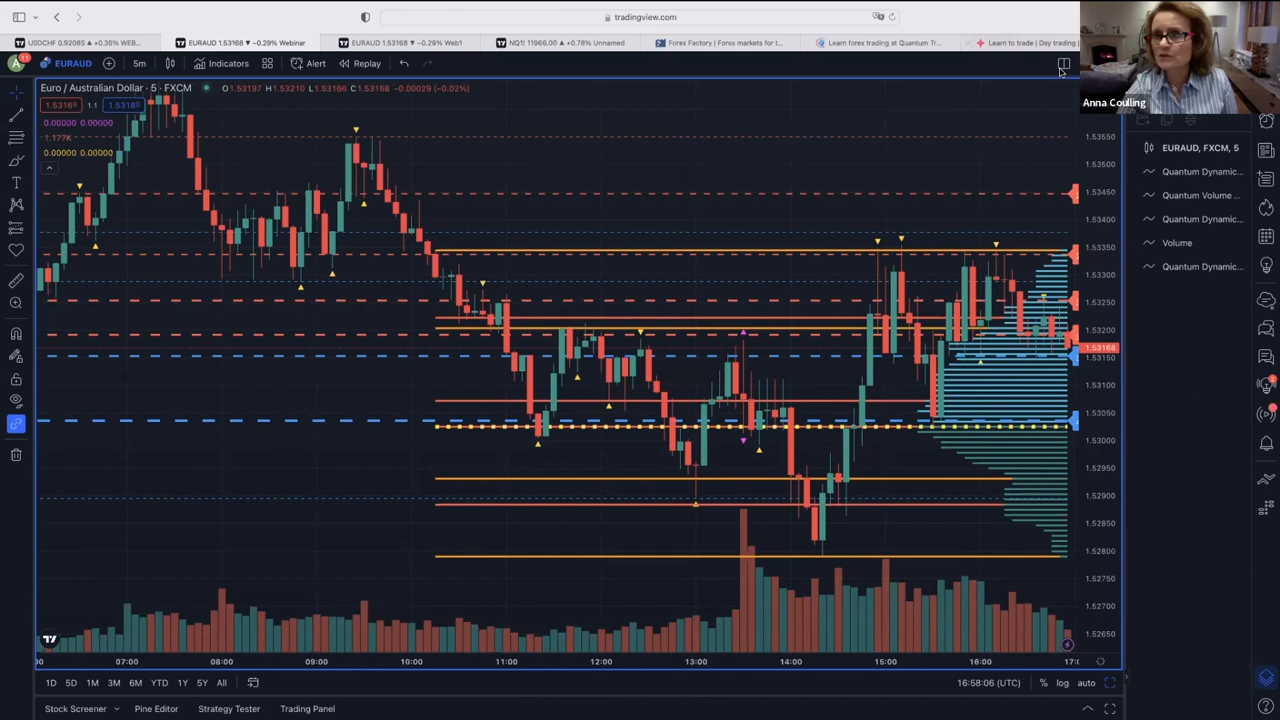 tradingview.com
USDCHF 0.92085 ▲ +0.35% WEB...
EURAUD 1.53168 ▼ −0.29% Webinar
EURAUD 1.53168 ▼ −0.29% Web1
NQ1! 11966.00 ▲ +0.78% Unnamed
Forex Factory | Forex markets for t...
Learn forex trading at Quantum Tr...
Learn to trade | Day trading
A 11 EURAUD 5m Indicators Alert Replay
Anna Coulling
Euro / Australian Dollar · 5 · FXCM O1.53197 H1.53210 L1.53166 C1.53168 −0.00029 (−0.02%)
1.53168 1.1 1.53180
0.00000 0.00000
1.177K
0.00000 0.00000
EURAUD, FXCM, 5
Quantum Dynamic...
Quantum Volume ...
Quantum Dynamic...
Volume
Quantum Dynamic...
1.53550
1.53500
1.53450
1.53400
1.53350
1.53300
1.53250
1.53200
1.53168
1.53150
1.53100
1.53050
1.53000
1.52950
1.52900
1.52850
1.52800
1.52750
1.52700
1.52650
07:00 08:00 09:00 10:00 11:00 12:00 13:00 14:00 15:00 16:00
1D 5D 1M 3M 6M YTD 1Y 5Y All
16:58:06 (UTC) % log auto
Stock Screener Pine Editor Strategy Tester Trading Panel